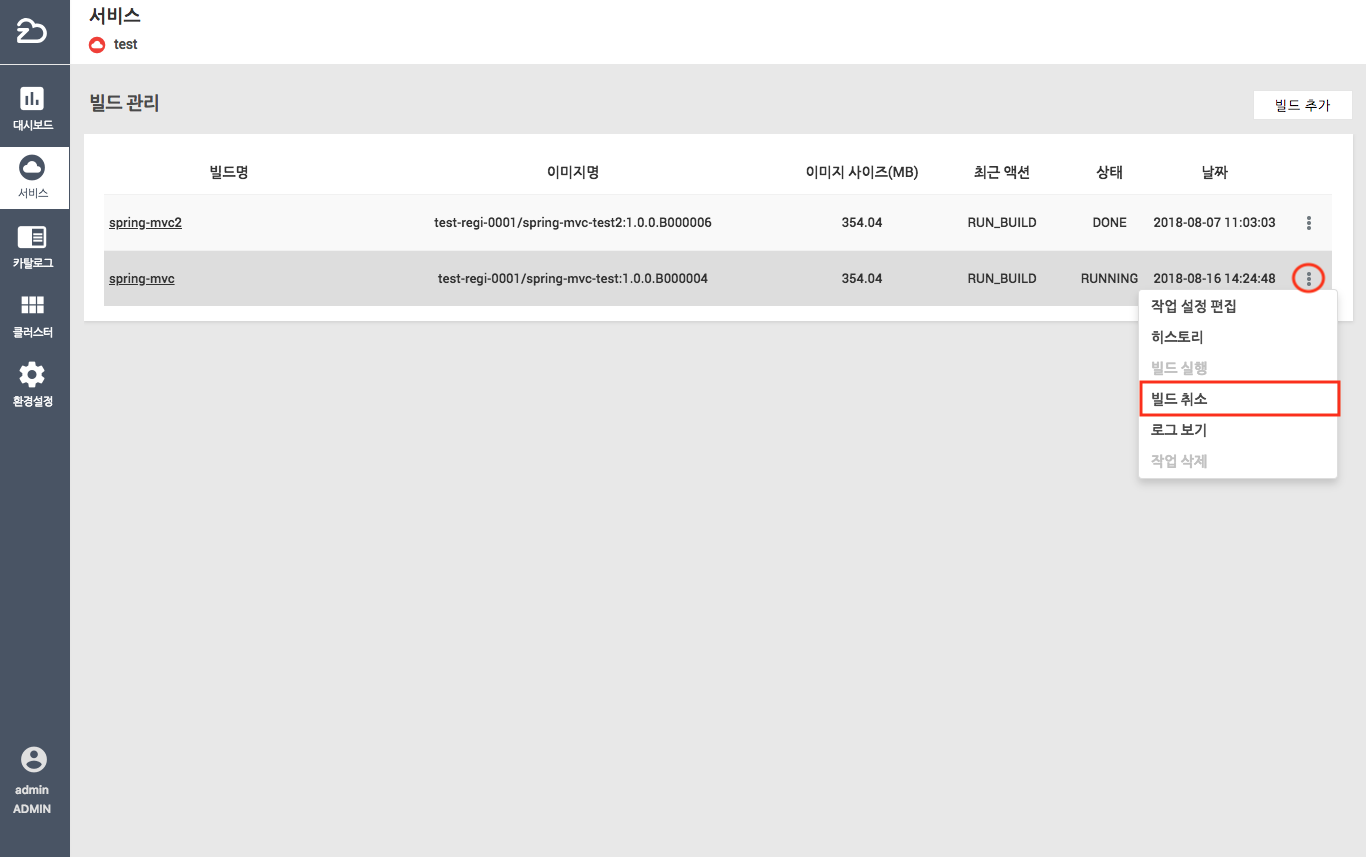 서비스
test
대시보드
서비스
카탈로그
클러스터
환경설정
admin
ADMIN
빌드 관리
빌드 추가
빌드명 이미지명 이미지 사이즈(MB) 최근 액션 상태 날짜
spring-mvc2 test-regi-0001/spring-mvc-test2:1.0.0.B000006 354.04 RUN_BUILD DONE 2018-08-07 11:03:03
spring-mvc test-regi-0001/spring-mvc-test:1.0.0.B000004 354.04 RUN_BUILD RUNNING 2018-08-16 14:24:48
작업 설정 편집
히스토리
빌드 실행
빌드 취소
로그 보기
작업 삭제